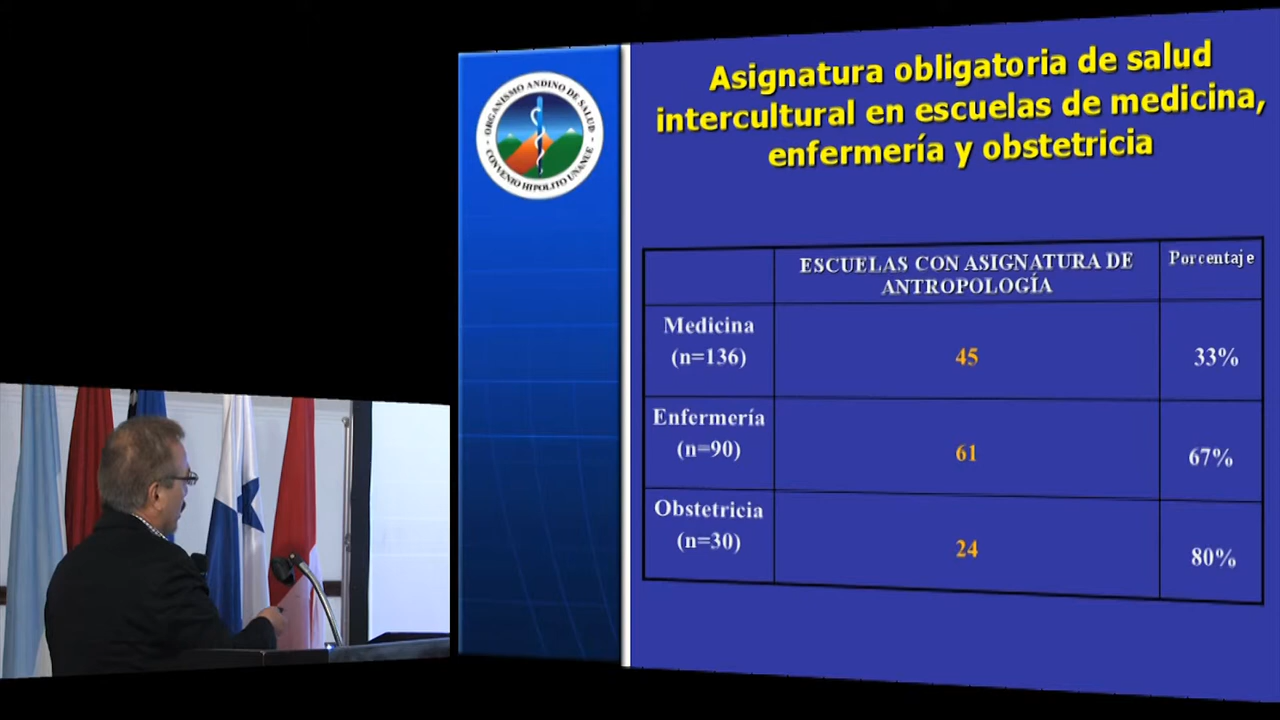 ORGANISMO ANDINO DE SALUD
CONVENIO HIPOLITO UNANUE
Asignatura obligatoria de salud
intercultural en escuelas de medicina,
enfermería y obstetricia
ESCUELAS CON ASIGNATURA DE
ANTROPOLOGÍA
Porcentaje
Medicina
(n=136)
45
33%
Enfermería
(n=90)
61
67%
Obstetricia
(n=30)
24
80%